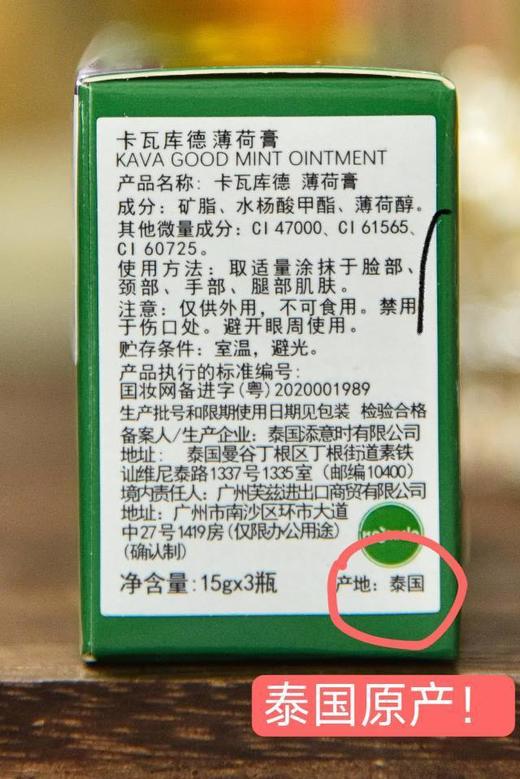 卡瓦库德薄荷膏
KAVA GOOD MINT OINTMENT
产品名称: 卡瓦库德 薄荷膏
成分: 矿脂、水杨酸甲酯、薄荷醇。
其他微量成分: CI 47000、CI 61565、
CI 60725。
使用方法: 取适量涂抹于脸部、
颈部、手部、腿部肌肤。
注意: 仅供外用, 不可食用。禁用
于伤口处。避开眼周使用。
贮存条件: 室温, 避光。
产品执行的标准编号:
国妆网备进字(粤)2020001989
生产批号和限期使用日期见包装 检验合格
备案人/生产企业: 泰国添意时有限公司
地址: 泰国曼谷丁根区丁根街道素铁
汕维尼泰路1337号1335室 (邮编10400)
境内责任人: 广州芙兹进出口商贸有限公司
地址: 广州市南沙区环市大道
中27号1419房 (仅限办公用途)
(确认制)
净含量: 15gx3瓶
产地: 泰国
泰国原产!